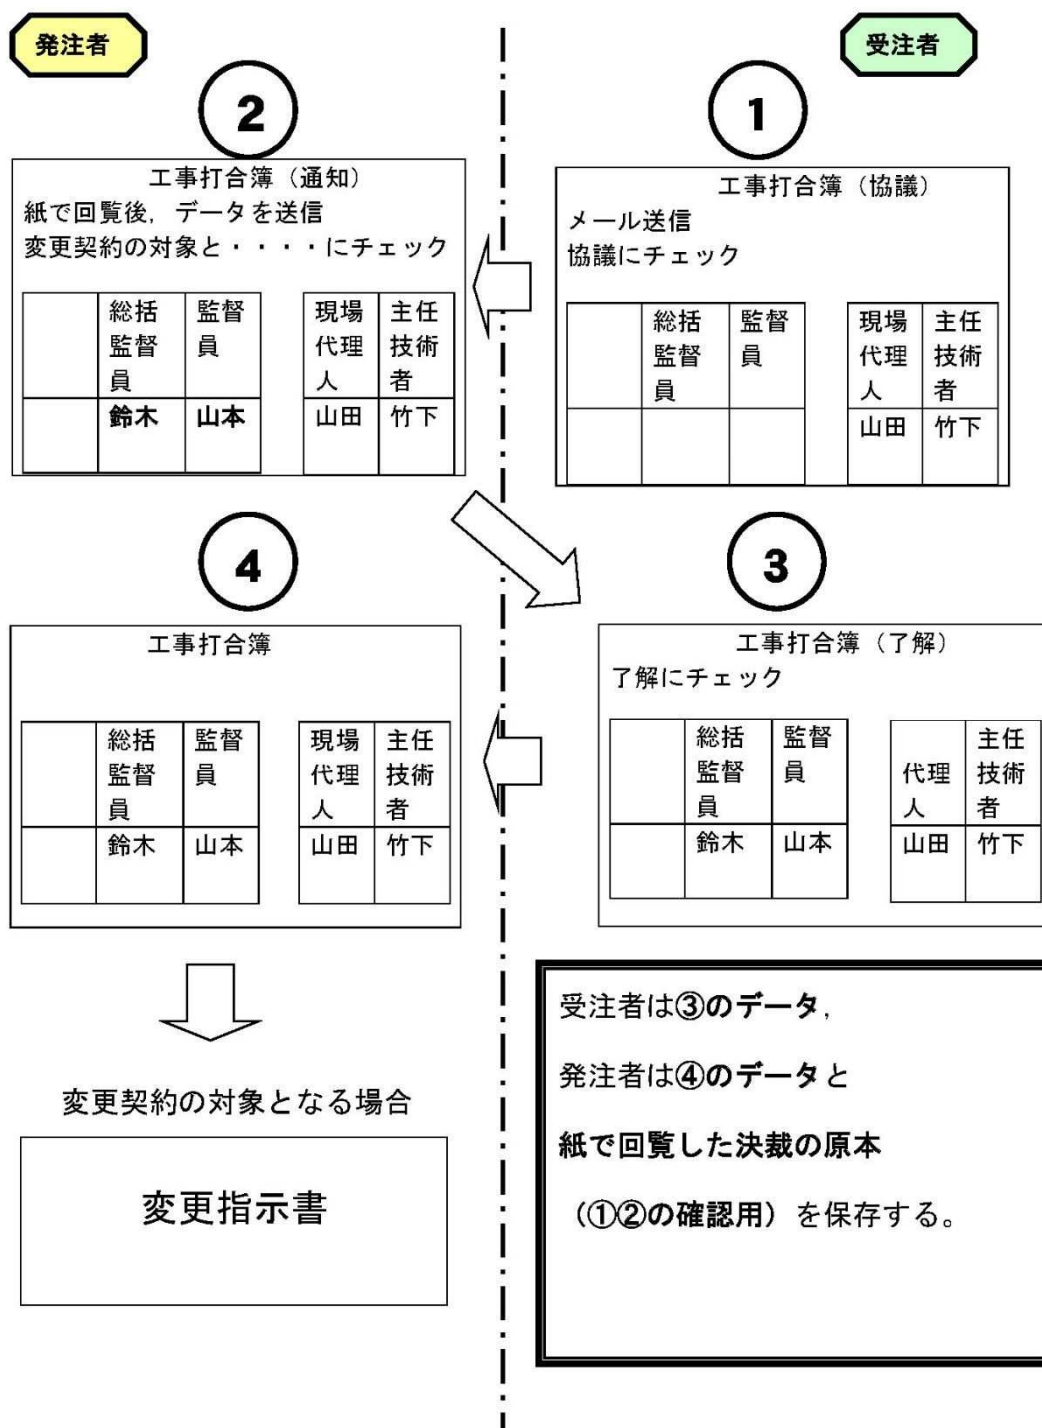 発注者
受注者
2
工事打合簿（通知）
紙で回覧後，データを送信
変更契約の対象と・・・・にチェック
総括
監督
員
監督
員
現場
代理
人
主任
技術
者
鈴木
山本
山田
竹下
1
工事打合簿（協議）
メール送信
協議にチェック
総括
監督
員
監督
員
現場
代理
人
主任
技術
者
山田
竹下
4
工事打合簿
総括
監督
員
監督
員
現場
代理
人
主任
技術
者
鈴木
山本
山田
竹下
3
工事打合簿（了解）
了解にチェック
総括
監督
員
監督
員
代理
人
主任
技術
者
鈴木
山本
山田
竹下
変更契約の対象となる場合
変更指示書
受注者は③のデータ，
発注者は④のデータと
紙で回覧した決裁の原本
（①②の確認用）を保存する。